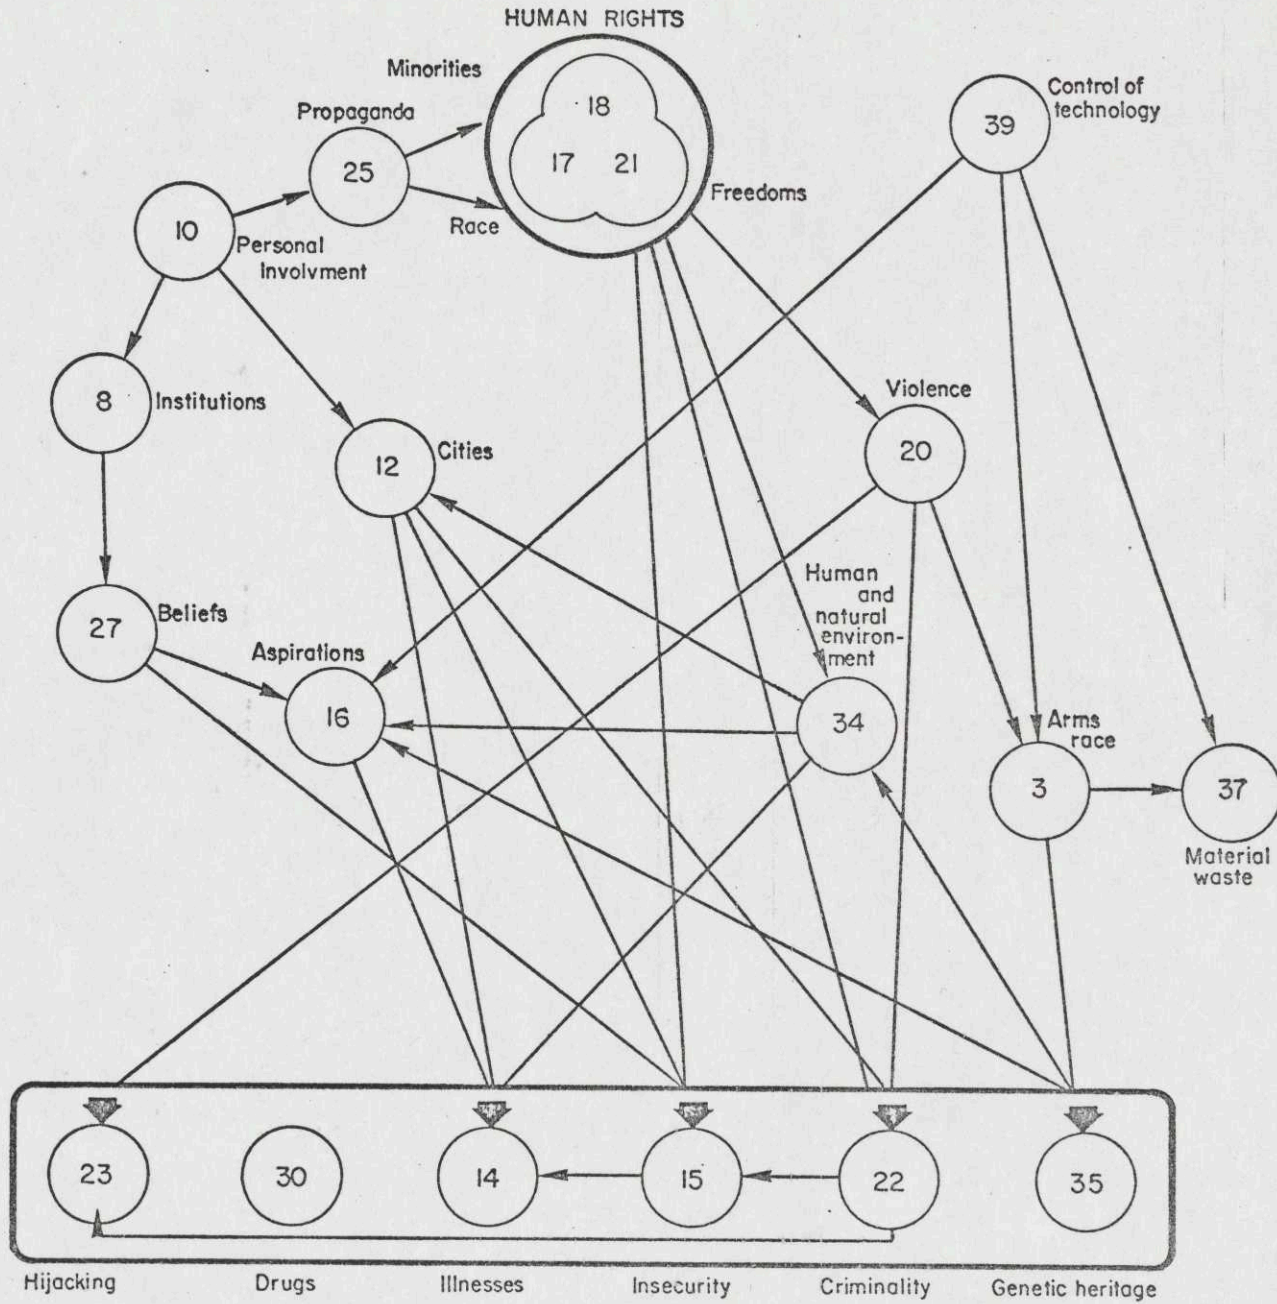 HUMAN RIGHTS
Minorities
Propaganda
18
17 21
25
Race
Freedoms
39
Control of
technology
10
Personal
Involvment
8
Institutions
12
Cities
Violence
20
27
Beliefs
Aspirations
16
Human
and
natural
environ-
ment
34
Arms
race
3
37
Material
waste
23
30
14
15
22
35
Hijacking
Drugs
Illnesses
Insecurity
Criminality
Genetic heritage